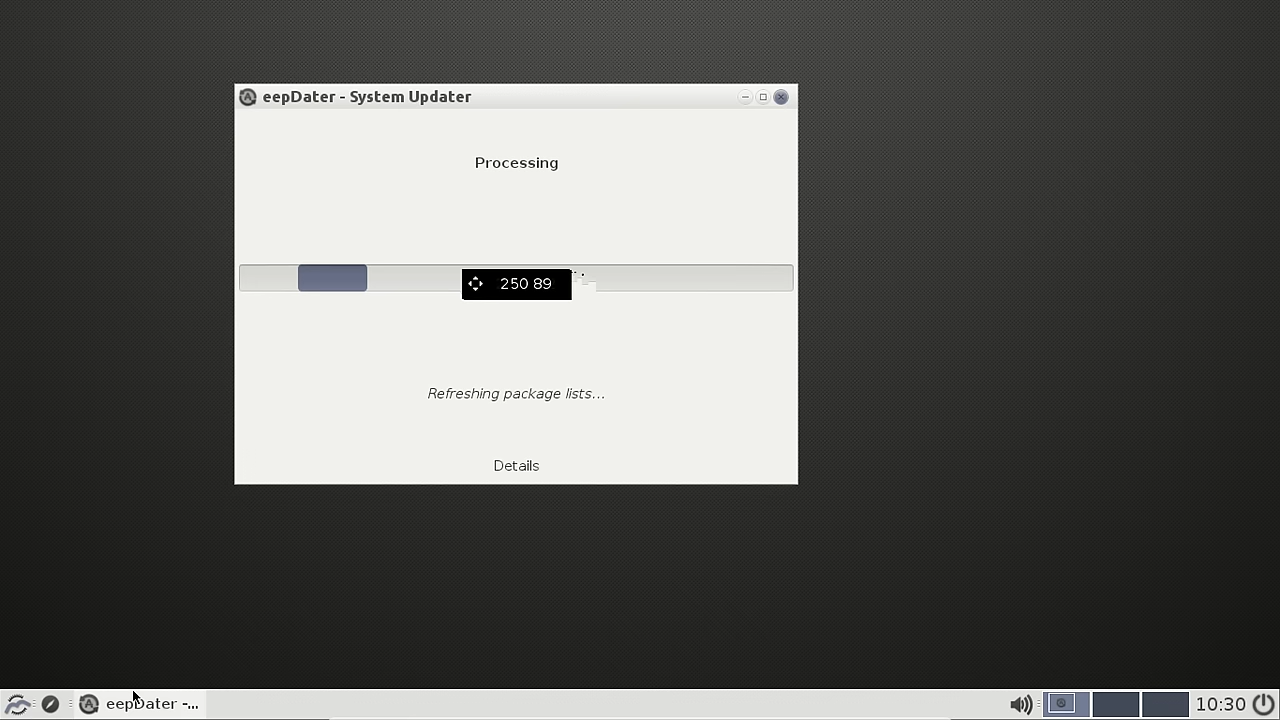 eepDater - System Updater
Processing
250 89
Refreshing package lists...
Details
eepDater -...
10:30